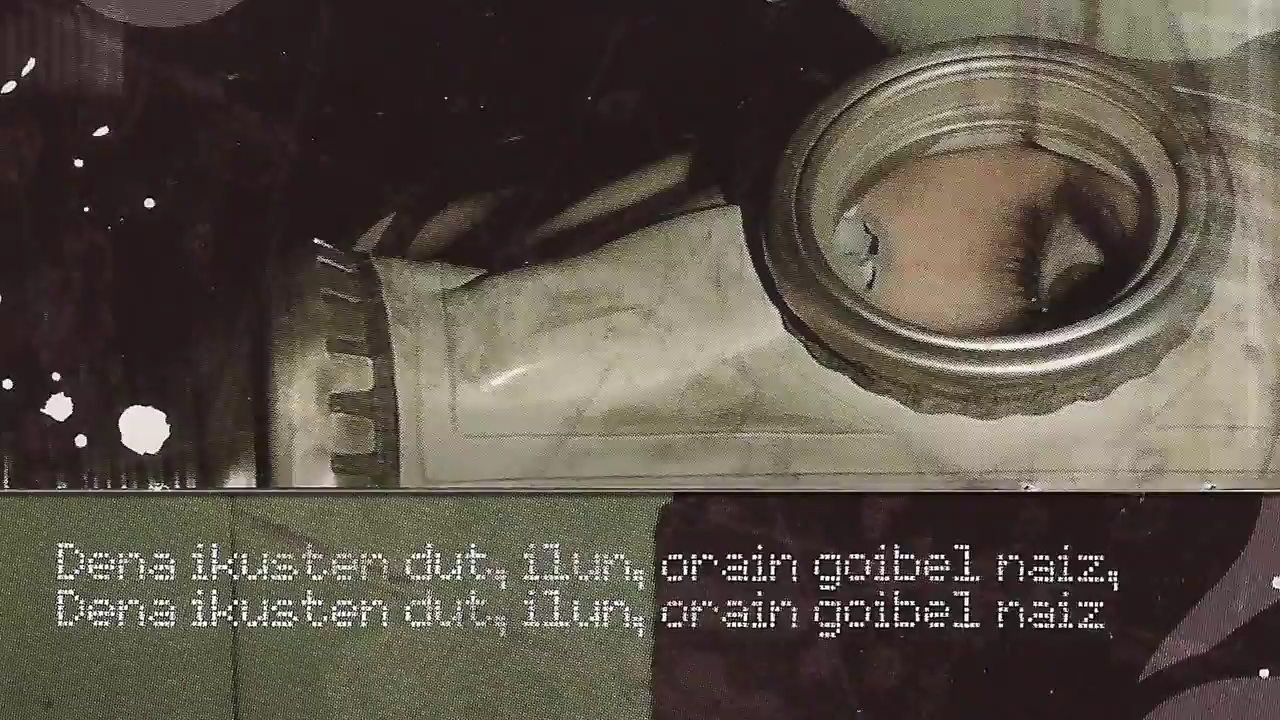 Dena ikusten dut, ilun, orain goibel naiz,
Dena ikusten dut, ilun, orain goibel naiz